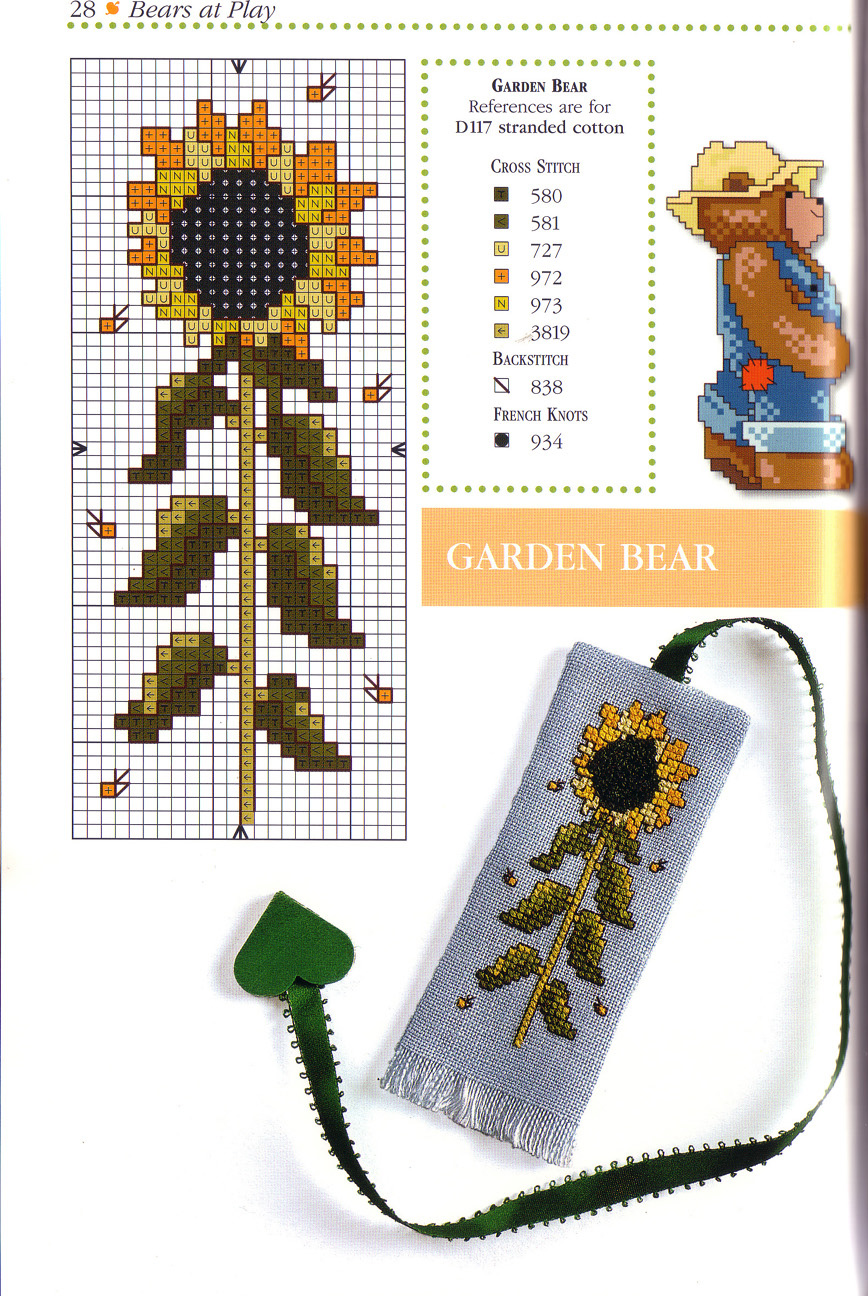 28 Bears at Play
GARDEN BEAR
References are for
D117 stranded cotton
CROSS STITCH
580
581
727
972
973
3819
BACKSTITCH
838
FRENCH KNOTS
934
GARDEN BEAR